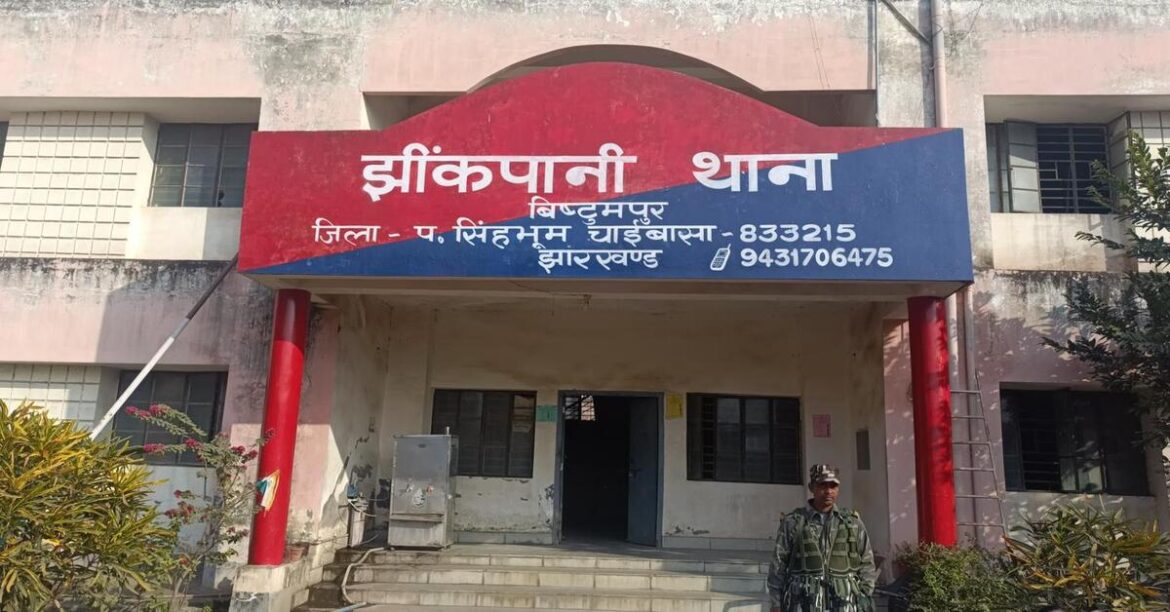 झींकपानी थाना
बिष्टुमपुर
जिला - प. सिंहभूम चाईबासा - 833215
झारखण्ड 9431706475